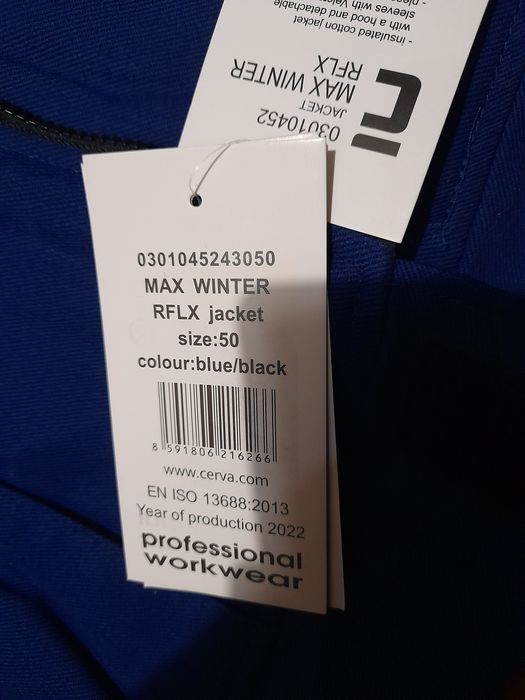 03010452
JACKET
MAX WINTER
RFLX
- insulated cotton jacket
with a hood and detachable
sleeves with
0301045243050
MAX WINTER
RFLX jacket
size:50
colour:blue/black
8 591806 216266
www.cerva.com
EN ISO 13688:2013
Year of production 2022
professional
workwear